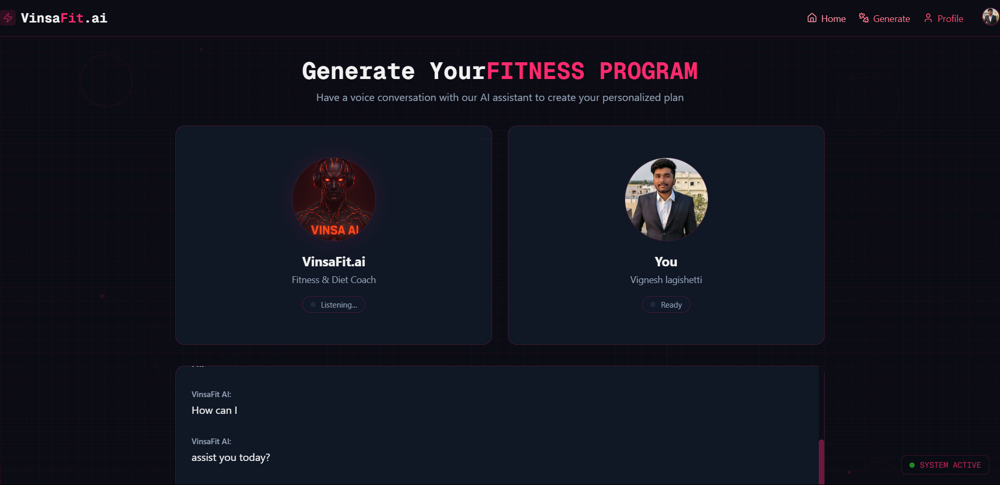 VinsaFit.ai
Home
Generate
Profile
Generate YourFITNESS PROGRAM
Have a voice conversation with our AI assistant to create your personalized plan
VINSA AI
VinsaFit.ai
Fitness & Diet Coach
Listening...
You
Vignesh lagishetti
Ready
VinsaFit AI:
How can I
VinsaFit AI:
assist you today?
SYSTEM ACTIVE